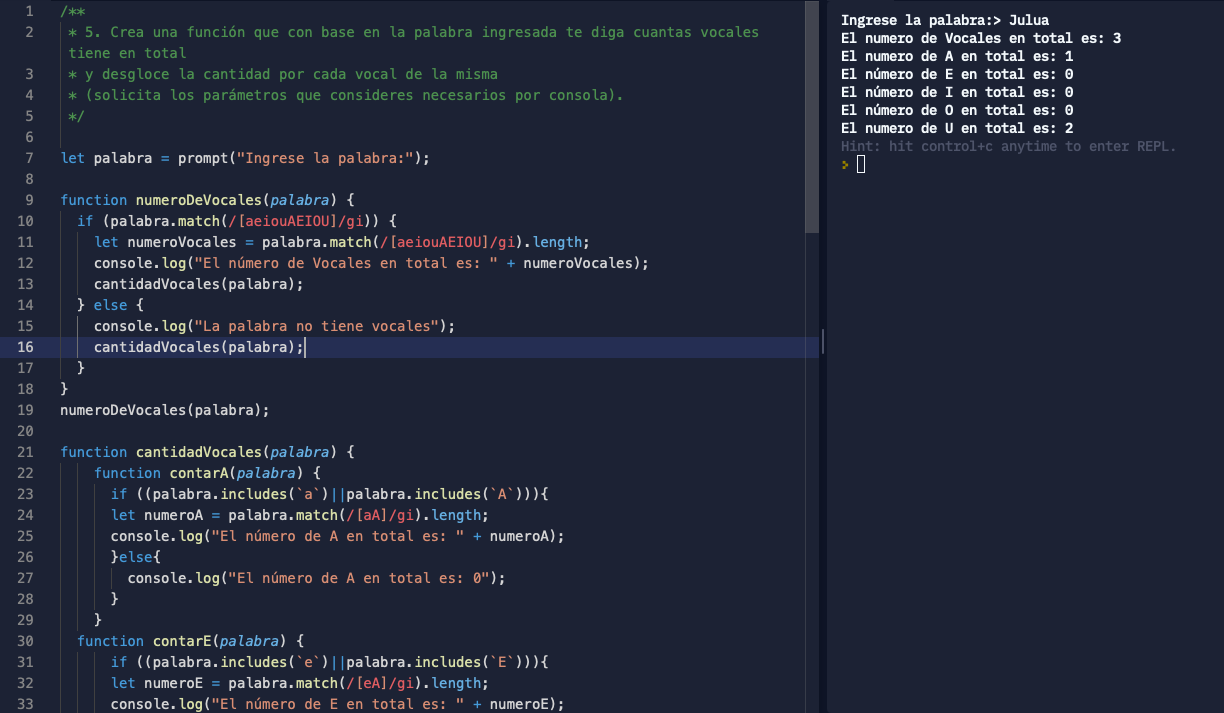 1 /**
2  * 5. Crea una función que con base en la palabra ingresada te diga cuantas vocales
tiene en total
3  * y desgloce la cantidad por cada vocal de la misma
4  * (solicita los parámetros que consideres necesarios por consola).
5  */
6
7 let palabra = prompt("Ingrese la palabra:");
8
9 function numeroDeVocales(palabra) {
10   if (palabra.match(/[aeiouAEIOU]/gi)) {
11     let numeroVocales = palabra.match(/[aeiouAEIOU]/gi).length;
12     console.log("El número de Vocales en total es: " + numeroVocales);
13     cantidadVocales(palabra);
14   } else {
15     console.log("La palabra no tiene vocales");
16     cantidadVocales(palabra);
17   }
18 }
19 numeroDeVocales(palabra);
20
21 function cantidadVocales(palabra) {
22     function contarA(palabra) {
23       if ((palabra.includes(`a`)||palabra.includes(`A`))){
24       let numeroA = palabra.match(/[aA]/gi).length;
25       console.log("El número de A en total es: " + numeroA);
26       }else{
27         console.log("El número de A en total es: 0");
28       }
29     }
30   function contarE(palabra) {
31       if ((palabra.includes(`e`)||palabra.includes(`E`))){
32       let numeroE = palabra.match(/[eA]/gi).length;
33       console.log("El número de E en total es: " + numeroE);
Ingrese la palabra:> Julua
El numero de Vocales en total es: 3
El numero de A en total es: 1
El número de E en total es: 0
El número de I en total es: 0
El número de O en total es: 0
El numero de U en total es: 2
Hint: hit control+c anytime to enter REPL.
>